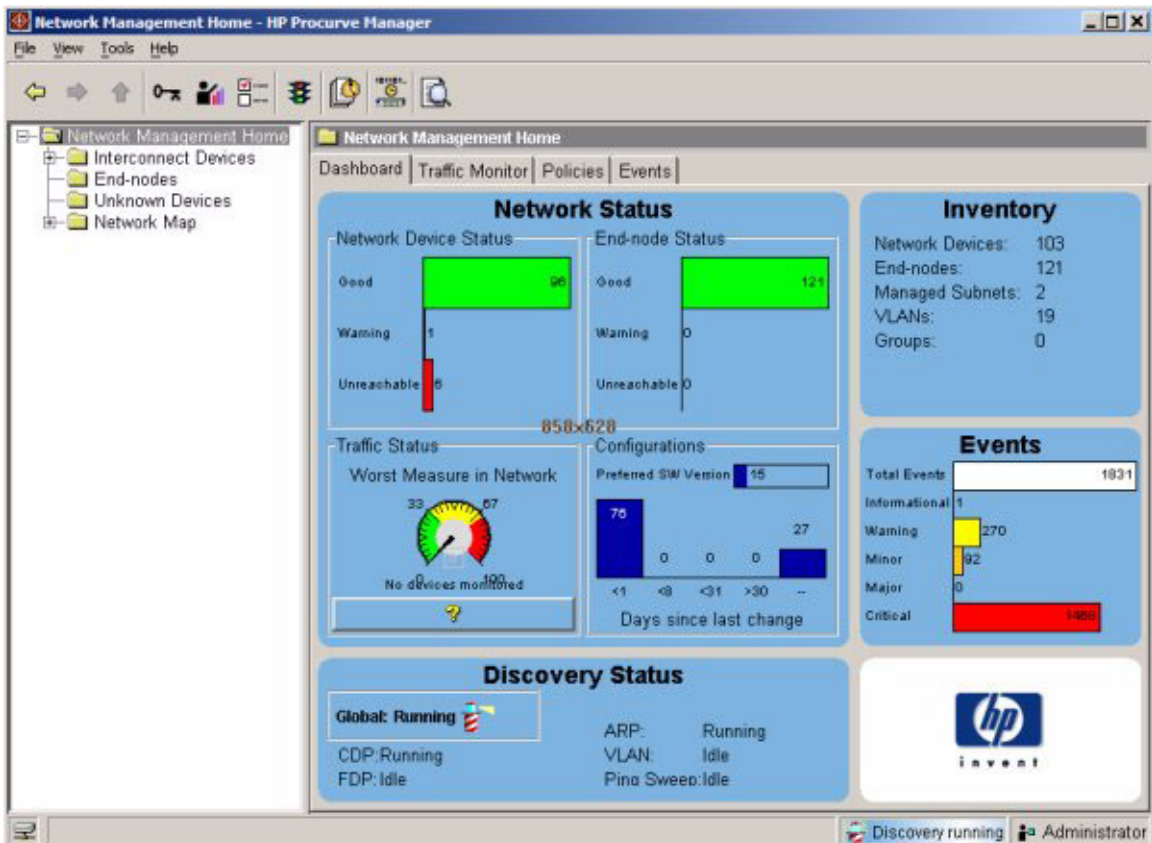 Network Management Home - HP Procurve Manager
File View Tools Help
Network Management Home
Interconnect Devices
End-nodes
Unknown Devices
Network Map
Network Management Home
Dashboard Traffic Monitor Policies Events
Network Status
Network Device Status
Good 96
Warning 1
Unreachable 6
End-node Status
Good 121
Warning 0
Unreachable 0
858x628
Traffic Status
Worst Measure in Network
33 67
0 100
No devices monitored
?
Configurations
Preferred SW Version 15
76 0 0 0 27
<1 <8 <31 >30 --
Days since last change
Inventory
Network Devices: 103
End-nodes: 121
Managed Subnets: 2
VLANs: 19
Groups: 0
Events
Total Events 1831
Informational 1
Warning 270
Minor 92
Major 0
Critical 1468
Discovery Status
Global: Running
CDP: Running
FDP: Idle
ARP: Running
VLAN: Idle
Ping Sweep: Idle
hp
invent
Discovery running Administrator